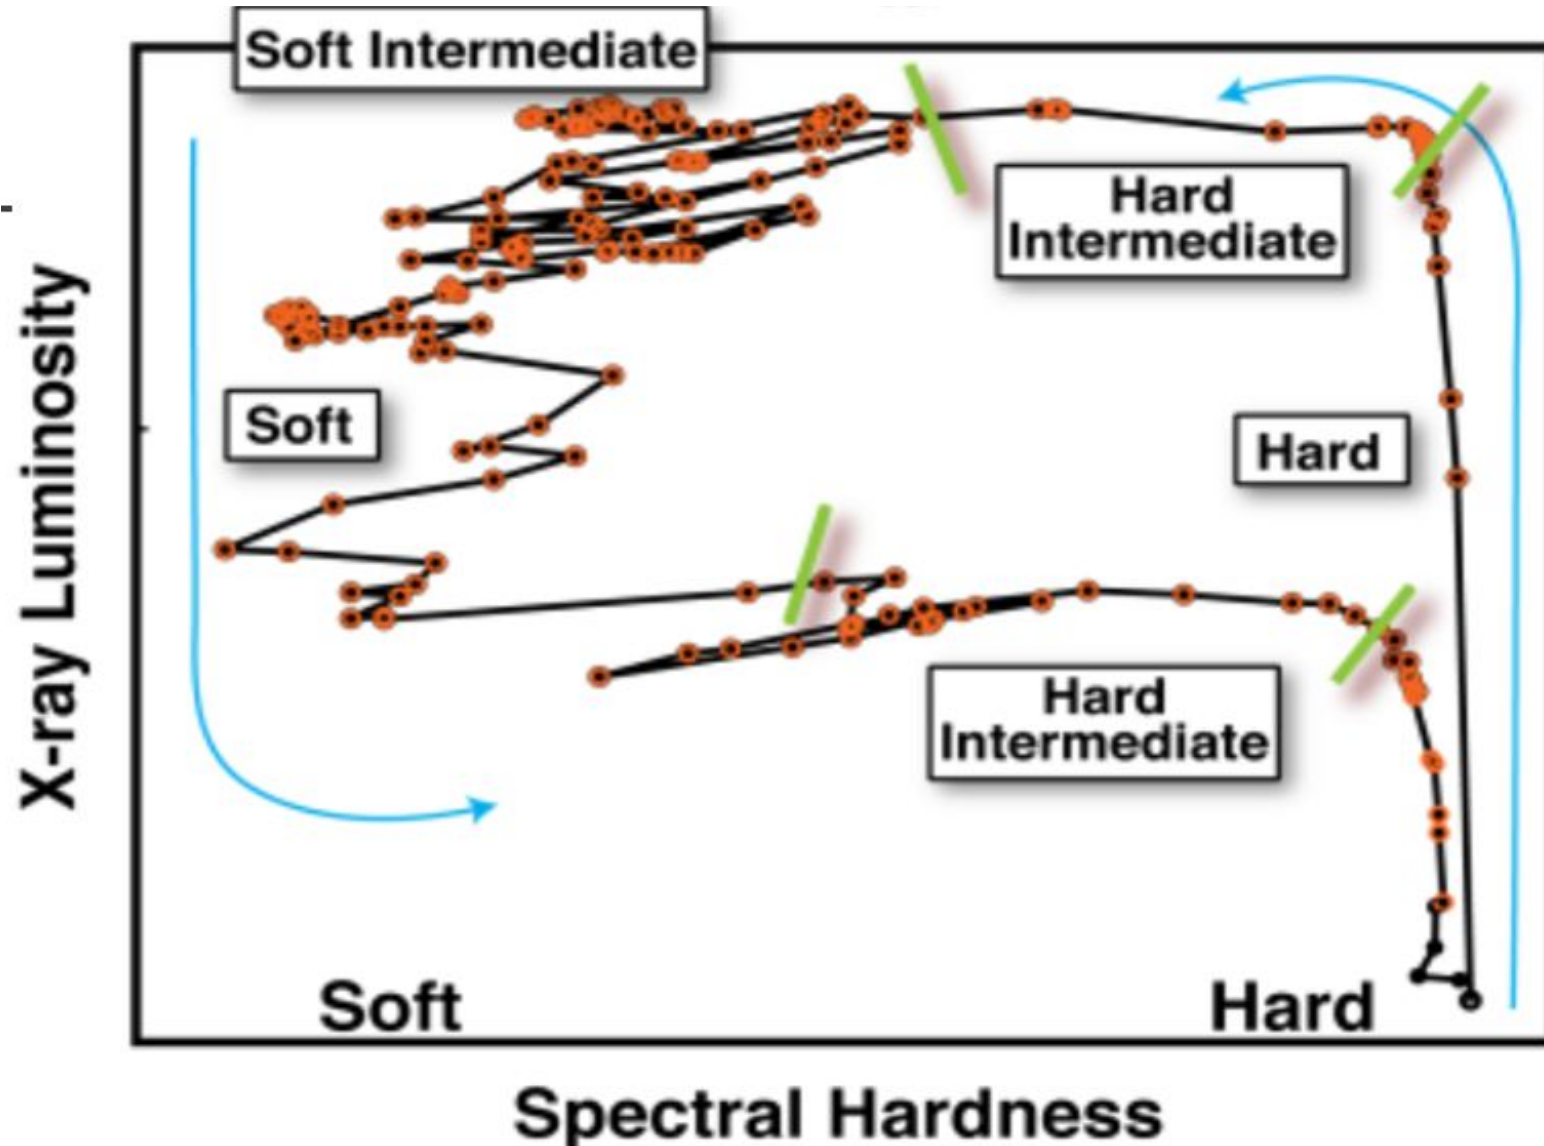 Soft Intermediate
Hard
Intermediate
Soft
Hard
Hard
Intermediate
Soft
Hard
X-ray Luminosity
Spectral Hardness